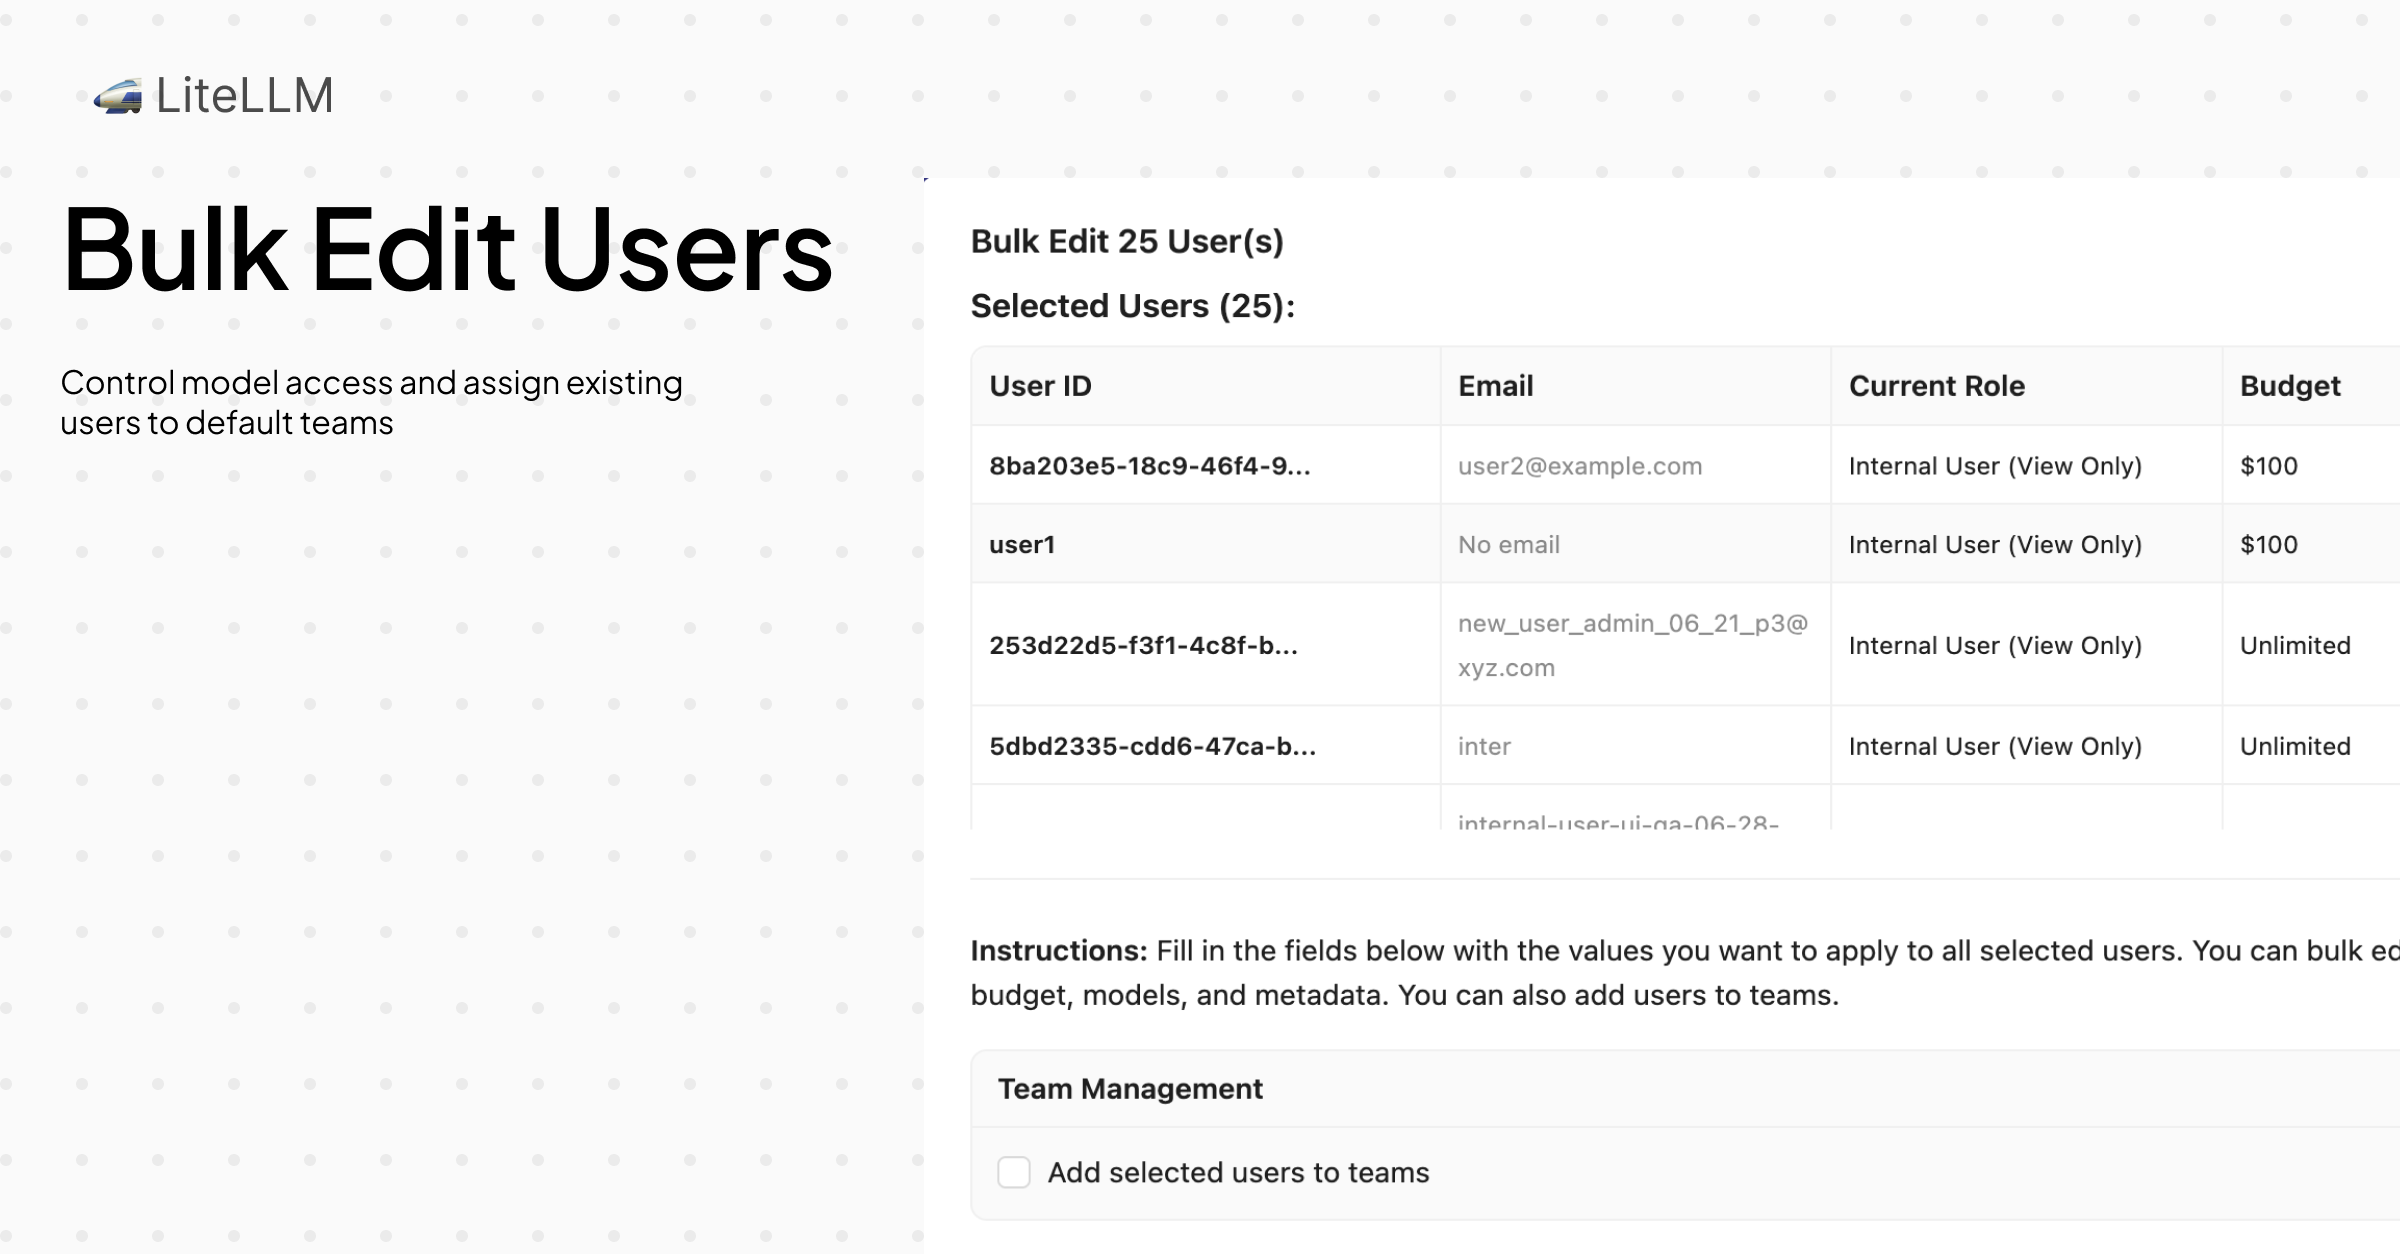 LiteLLM
Bulk Edit Users
Control model access and assign existing
users to default teams
Bulk Edit 25 User(s)
Selected Users (25):
User ID Email Current Role Budget
8ba203e5-18c9-46f4-9... user2@example.com Internal User (View Only) $100
user1 No email Internal User (View Only) $100
253d22d5-f3f1-4c8f-b... new_user_admin_06_21_p3@ Internal User (View Only) Unlimited
xyz.com
5dbd2335-cdd6-47ca-b... inter Internal User (View Only) Unlimited
internal-user-ui-qa-06-28-
Instructions: Fill in the fields below with the values you want to apply to all selected users. You can bulk ed
budget, models, and metadata. You can also add users to teams.
Team Management
Add selected users to teams